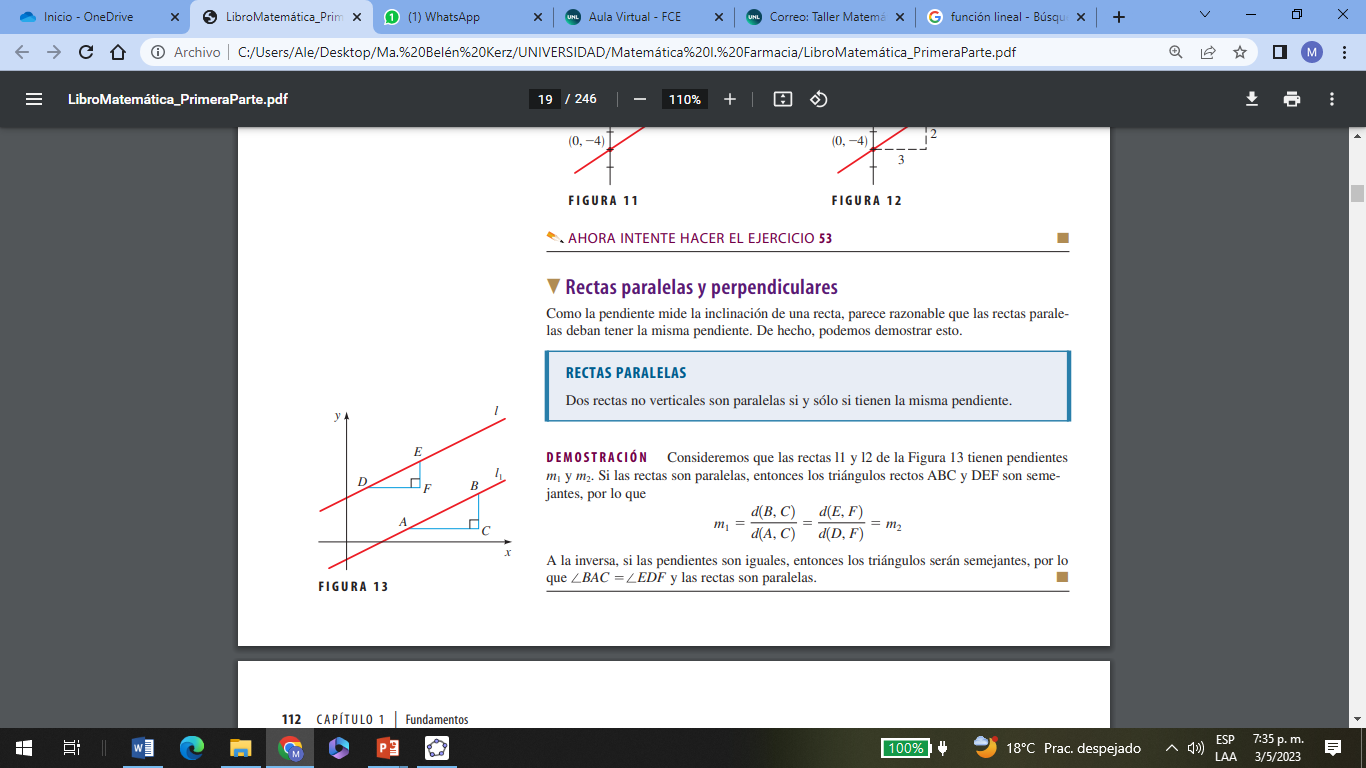 Inicio - OneDrive
LibroMatemática_Prim
(1) WhatsApp
Aula Virtual - FCE
Correo: Taller Matemá
función lineal - Búsqu
Archivo
C:/Users/Ale/Desktop/Ma.%20Belén%20Kerz/UNIVERSIDAD/Matemática%20I.%20Farmacia/LibroMatemática_PrimeraParte.pdf
M
LibroMatemática_PrimeraParte.pdf
19 / 246
110%
(0, −4)
(0, −4)
2
3
FIGURA 11
FIGURA 12
AHORA INTENTE HACER EL EJERCICIO 53
Rectas paralelas y perpendiculares
Como la pendiente mide la inclinación de una recta, parece razonable que las rectas parale-
las deban tener la misma pendiente. De hecho, podemos demostrar esto.
RECTAS PARALELAS
Dos rectas no verticales son paralelas si y sólo si tienen la misma pendiente.
y
l
E
D
F
l₁
B
A
C
x
FIGURA 13
DEMOSTRACIÓN Consideremos que las rectas l1 y l2 de la Figura 13 tienen pendientes
m₁ y m₂. Si las rectas son paralelas, entonces los triángulos rectos ABC y DEF son seme-
jantes, por lo que
m₁ = d(B, C)/d(A, C) = d(E, F)/d(D, F) = m₂
A la inversa, si las pendientes son iguales, entonces los triángulos serán semejantes, por lo
que ∠BAC = ∠EDF y las rectas son paralelas.
112 CAPÍTULO 1 | Fundamentos
100%
18°C Prac. despejado
ESP
LAA
7:35 p. m.
3/5/2023